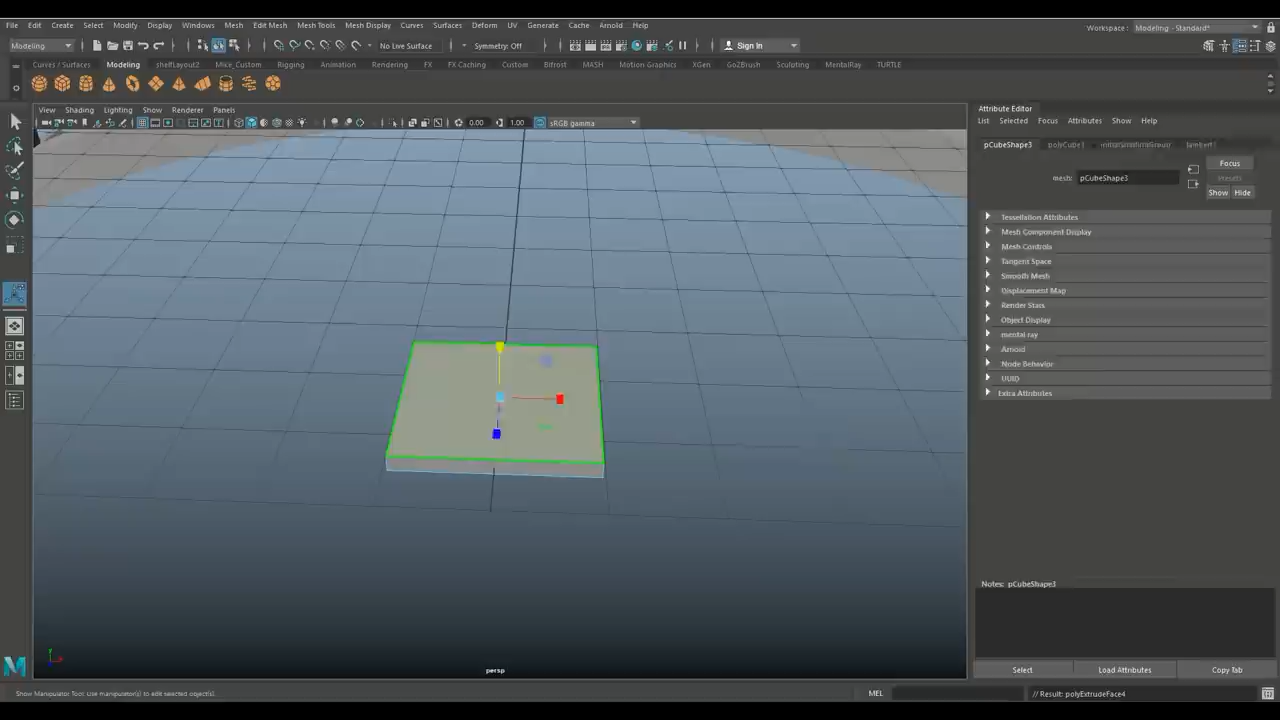 File Edit Create Select Modify Display Windows Mesh Edit Mesh Mesh Tools Mesh Display Curves Surfaces Deform UV Generate Cache Arnold Help
Workspace: Modeling - Standard*
Modeling
No Live Surface
Symmetry: Off
Sign In
Curves / Surfaces Modeling shelfLayout2 Mike_Custom Rigging Animation Rendering FX FX Caching Custom Bifrost MASH Motion Graphics XGen GoZBrush Sculpting MentalRay TURTLE
View Shading Lighting Show Renderer Panels
0.00 1.00 sRGB gamma
persp
Attribute Editor
List Selected Focus Attributes Show Help
pCubeShape3 polyCube1 initialShadingGroup lambert1
Focus
mesh: pCubeShape3
Presets
Show Hide
Tessellation Attributes
Mesh Component Display
Mesh Controls
Tangent Space
Smooth Mesh
Displacement Map
Render Stats
Object Display
mental ray
Arnold
Node Behavior
UUID
Extra Attributes
Notes: pCubeShape3
Select Load Attributes Copy Tab
Show Manipulator Tool: use manipulator(s) to edit selected object(s).
MEL
// Result: polyExtrudeFace4